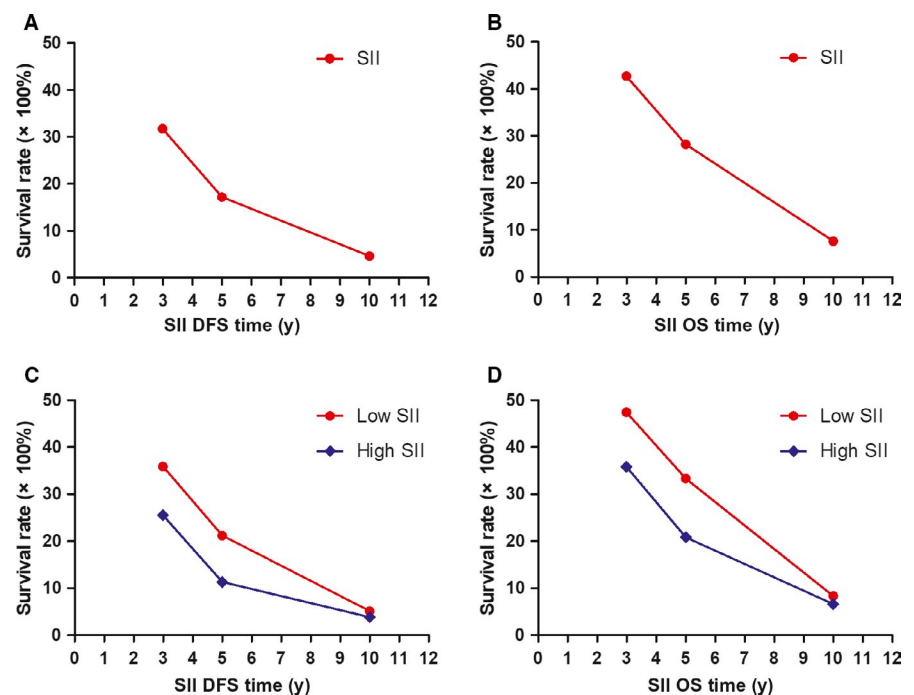 A
Survival rate (× 100%)
50
40
30
20
10
0
SII
0 1 2 3 4 5 6 7 8 9 10 11 12
SII DFS time (y)
B
Survival rate (× 100%)
50
40
30
20
10
0
SII
0 1 2 3 4 5 6 7 8 9 10 11 12
SII OS time (y)
C
Survival rate (× 100%)
50
40
30
20
10
0
Low SII
High SII
0 1 2 3 4 5 6 7 8 9 10 11 12
SII DFS time (y)
D
Survival rate (× 100%)
50
40
30
20
10
0
Low SII
High SII
0 1 2 3 4 5 6 7 8 9 10 11 12
SII OS time (y)